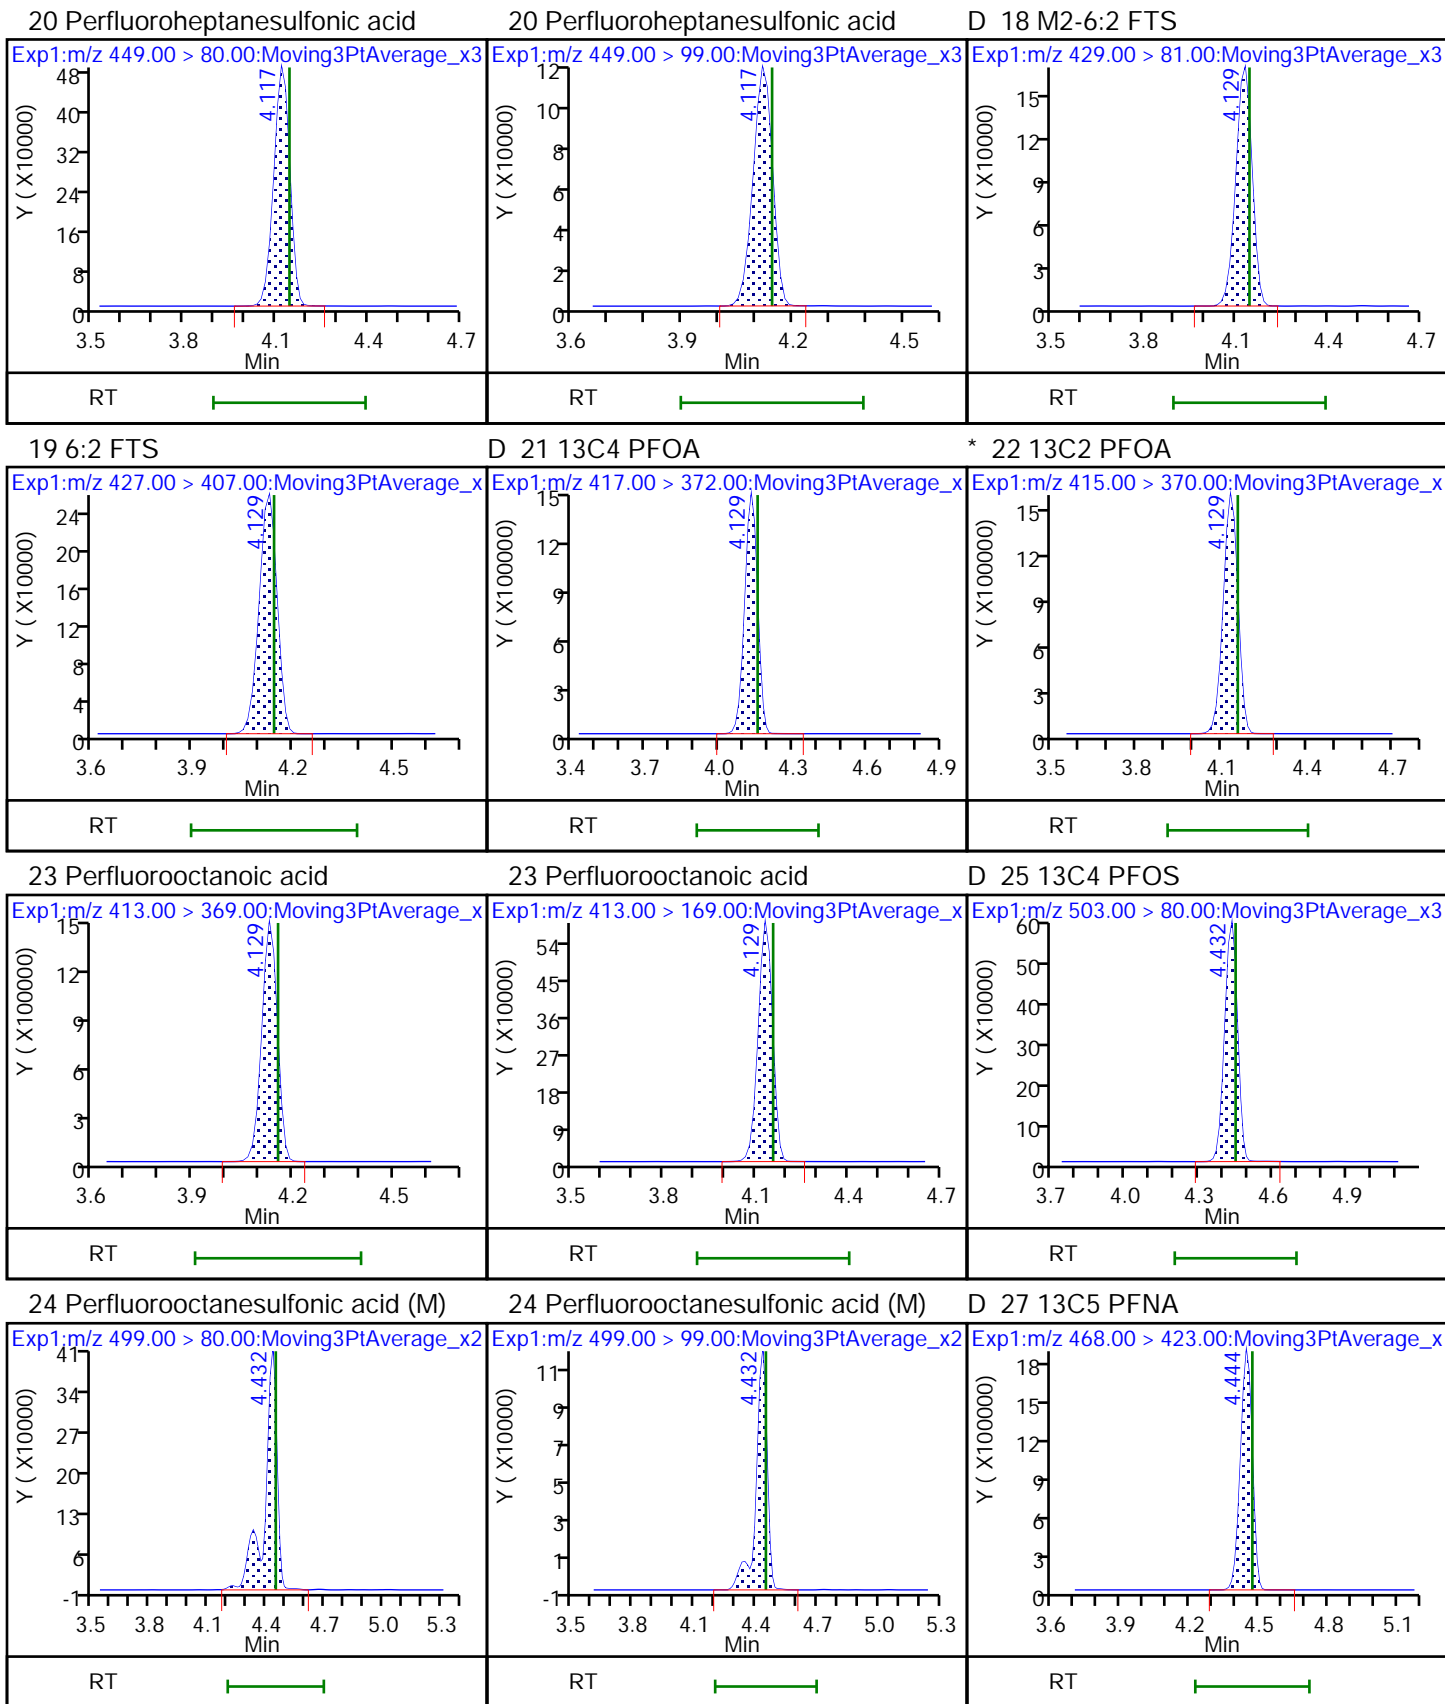 20 Perfluoroheptanesulfonic acid
Exp1:m/z 449.00 > 80.00:Moving3PtAverage_x3
4.117
Y ( X10000)
48
40
32
24
16
8
0
3.5 3.8 4.1 4.4 4.7
Min
RT
20 Perfluoroheptanesulfonic acid
Exp1:m/z 449.00 > 99.00:Moving3PtAverage_x3
4.117
Y ( X10000)
12
10
8
6
4
2
0
3.6 3.9 4.2 4.5
Min
RT
D 18 M2-6:2 FTS
Exp1:m/z 429.00 > 81.00:Moving3PtAverage_x3
4.129
Y ( X10000)
15
12
9
6
3
0
3.5 3.8 4.1 4.4 4.7
Min
RT
19 6:2 FTS
Exp1:m/z 427.00 > 407.00:Moving3PtAverage_x
4.129
Y ( X10000)
24
20
16
12
8
4
0
3.6 3.9 4.2 4.5
Min
RT
D 21 13C4 PFOA
Exp1:m/z 417.00 > 372.00:Moving3PtAverage_x
4.129
Y ( X100000)
15
12
9
6
3
0
3.4 3.7 4.0 4.3 4.6 4.9
Min
RT
* 22 13C2 PFOA
Exp1:m/z 415.00 > 370.00:Moving3PtAverage_x
4.129
Y ( X100000)
15
12
9
6
3
0
3.5 3.8 4.1 4.4 4.7
Min
RT
23 Perfluorooctanoic acid
Exp1:m/z 413.00 > 369.00:Moving3PtAverage_x
4.129
Y ( X100000)
15
12
9
6
3
0
3.6 3.9 4.2 4.5
Min
RT
23 Perfluorooctanoic acid
Exp1:m/z 413.00 > 169.00:Moving3PtAverage_x
4.129
Y ( X10000)
54
45
36
27
18
9
0
3.5 3.8 4.1 4.4 4.7
Min
RT
D 25 13C4 PFOS
Exp1:m/z 503.00 > 80.00:Moving3PtAverage_x3
4.432
Y ( X10000)
60
50
40
30
20
10
0
3.7 4.0 4.3 4.6 4.9
Min
RT
24 Perfluorooctanesulfonic acid (M)
Exp1:m/z 499.00 > 80.00:Moving3PtAverage_x2
4.432
Y ( X10000)
41
34
27
20
13
6
-1
3.5 3.8 4.1 4.4 4.7 5.0 5.3
Min
RT
24 Perfluorooctanesulfonic acid (M)
Exp1:m/z 499.00 > 99.00:Moving3PtAverage_x2
4.432
Y ( X10000)
11
9
7
5
3
1
-1
3.5 3.8 4.1 4.4 4.7 5.0 5.3
Min
RT
D 27 13C5 PFNA
Exp1:m/z 468.00 > 423.00:Moving3PtAverage_x
4.444
Y ( X100000)
18
15
12
9
6
3
0
3.6 3.9 4.2 4.5 4.8 5.1
Min
RT